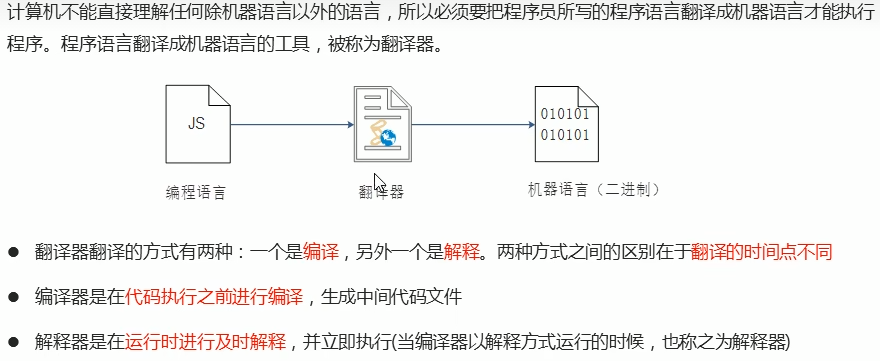 计算机不能直接理解任何除机器语言以外的语言，所以必须要把程序员所写的程序语言翻译成机器语言才能执行
程序。程序语言翻译成机器语言的工具，被称为翻译器。
JS
010101
010101
编程语言
翻译器
机器语言（二进制）
● 翻译器翻译的方式有两种：一个是编译，另外一个是解释。两种方式之间的区别在于翻译的时间点不同
● 编译器是在代码执行之前进行编译，生成中间代码文件
● 解释器是在运行时进行及时解释，并立即执行(当编译器以解释方式运行的时候，也称之为解释器)